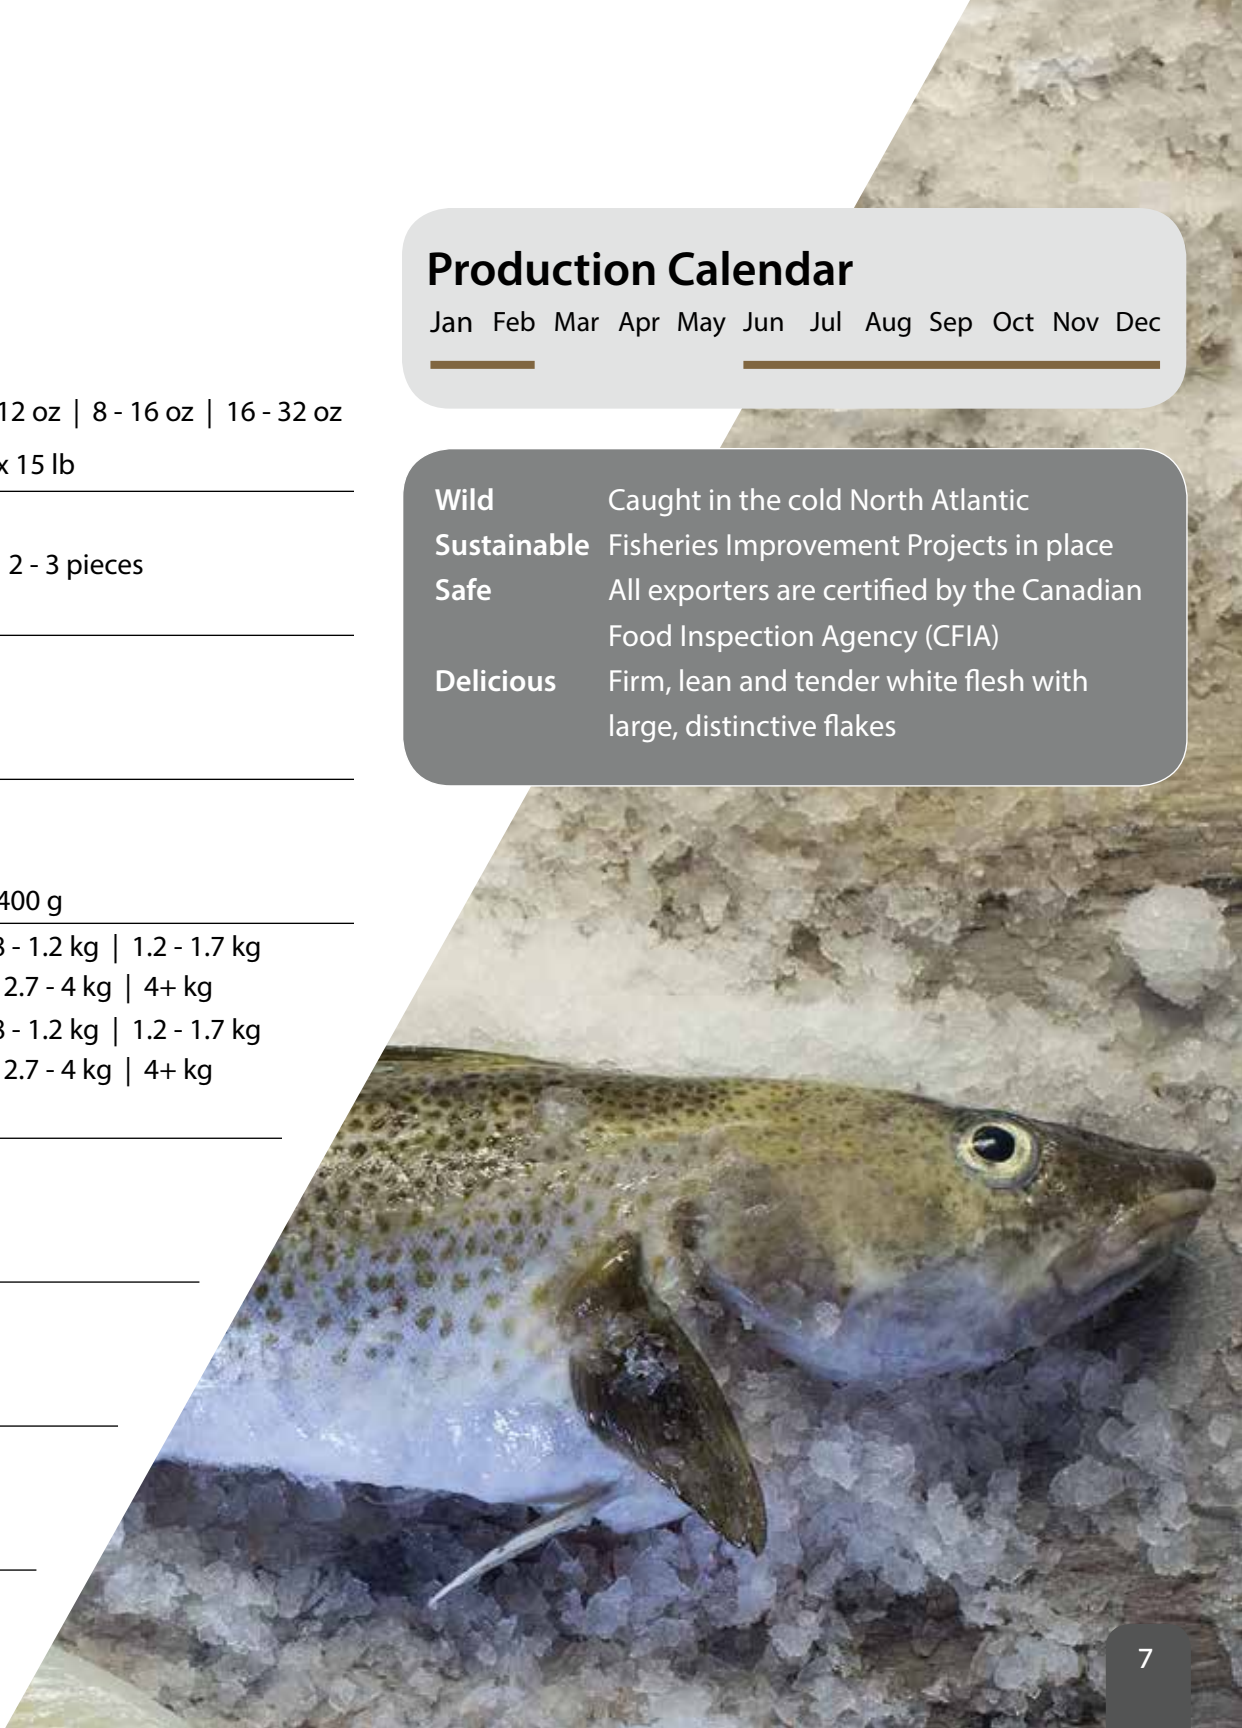 Production Calendar
Jan Feb Mar Apr May Jun Jul Aug Sep Oct Nov Dec
12 oz | 8 - 16 oz | 16 - 32 oz
x 15 lb
2 - 3 pieces
400 g
- 1.2 kg | 1.2 - 1.7 kg
2.7 - 4 kg | 4+ kg
- 1.2 kg | 1.2 - 1.7 kg
2.7 - 4 kg | 4+ kg
Wild Caught in the cold North Atlantic
Sustainable Fisheries Improvement Projects in place
Safe All exporters are certified by the Canadian
Food Inspection Agency (CFIA)
Delicious Firm, lean and tender white flesh with
large, distinctive flakes
7